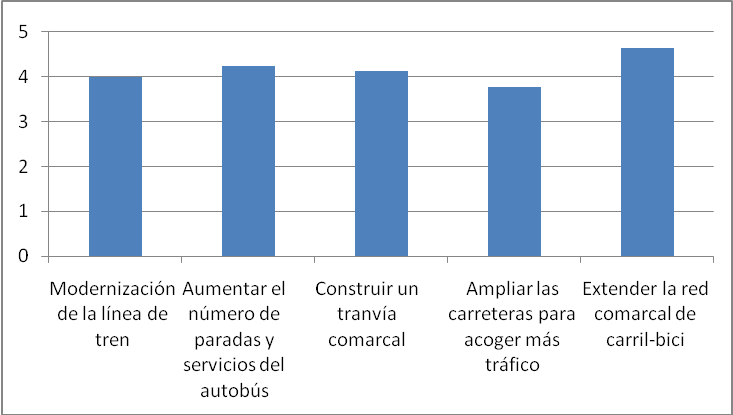 5
4
3
2
1
0
Modernización
de la línea de
tren
Aumentar el
número de
paradas y
servicios del
autobús
Construir un
tranvía
comarcal
Ampliar las
carreteras para
acoger más
tráfico
Extender la red
comarcal de
carril-bici